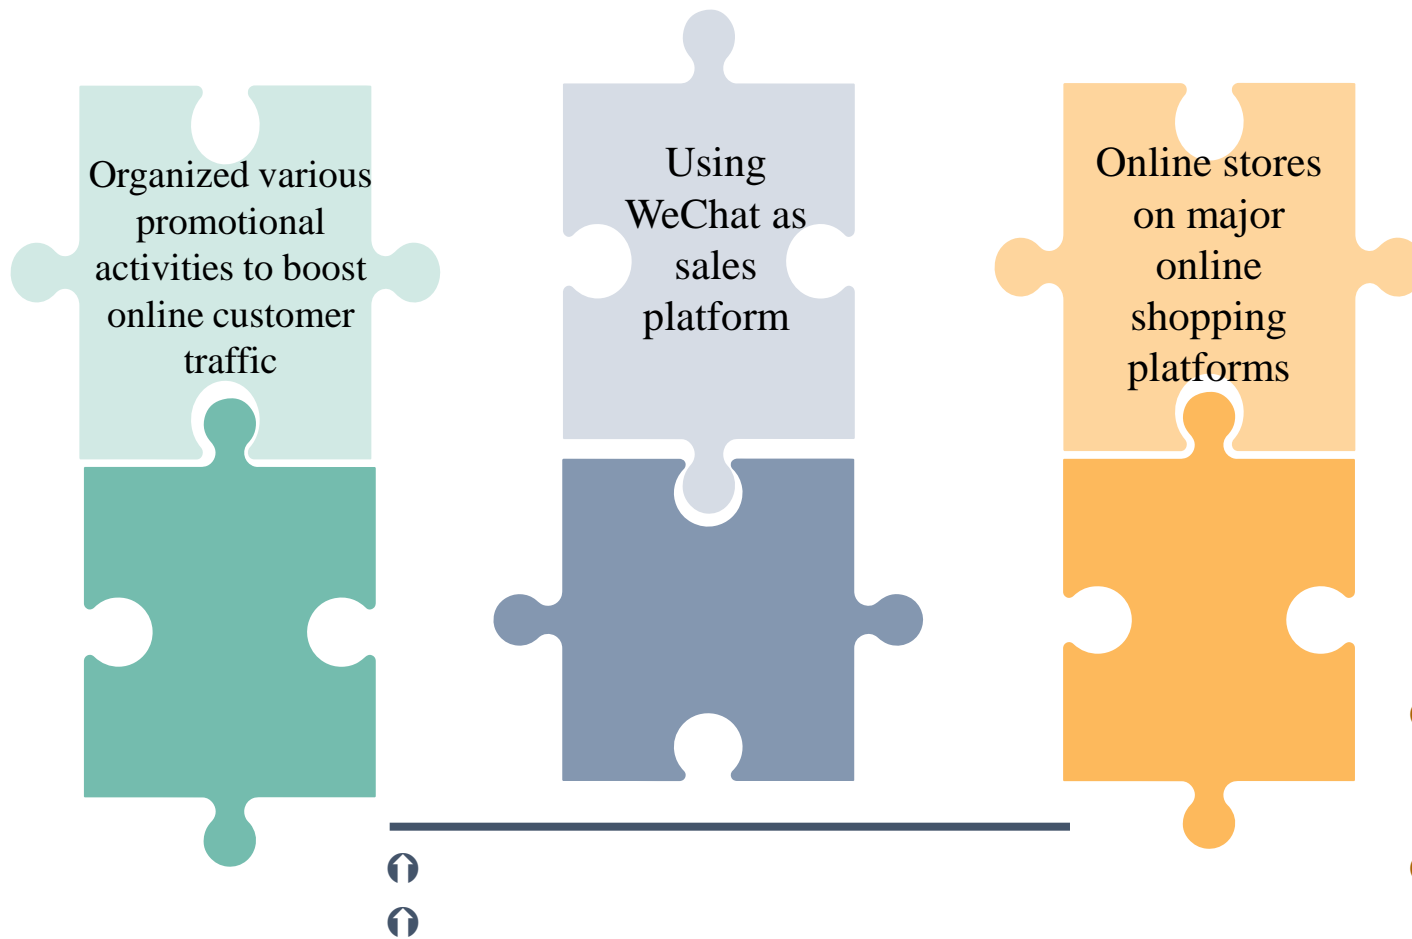 Organized various
promotional
activities to boost
online customer
traffic
Using
WeChat as
sales
platform
Online stores
on major
online
shopping
platforms